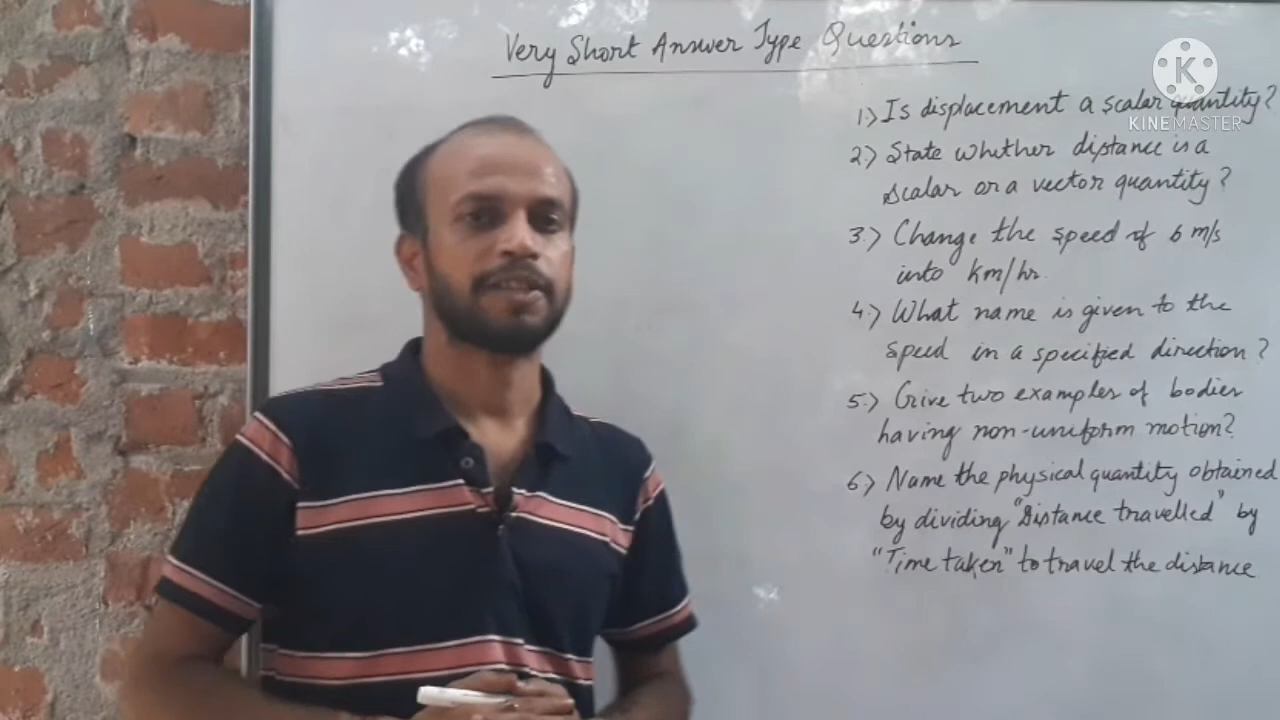 Very Short Answer Type Questions
K
KINEMASTER
1.) Is displacement a scalar quantity?
2.) State whether distance is a
scalar or a vector quantity?
3.) Change the speed of 6 m/s
into km/hr.
4.) What name is given to the
speed in a specified direction?
5.) Give two examples of bodies
having non-uniform motion?
6.) Name the physical quantity obtained
by dividing "Distance travelled" by
"Time taken" to travel the distance